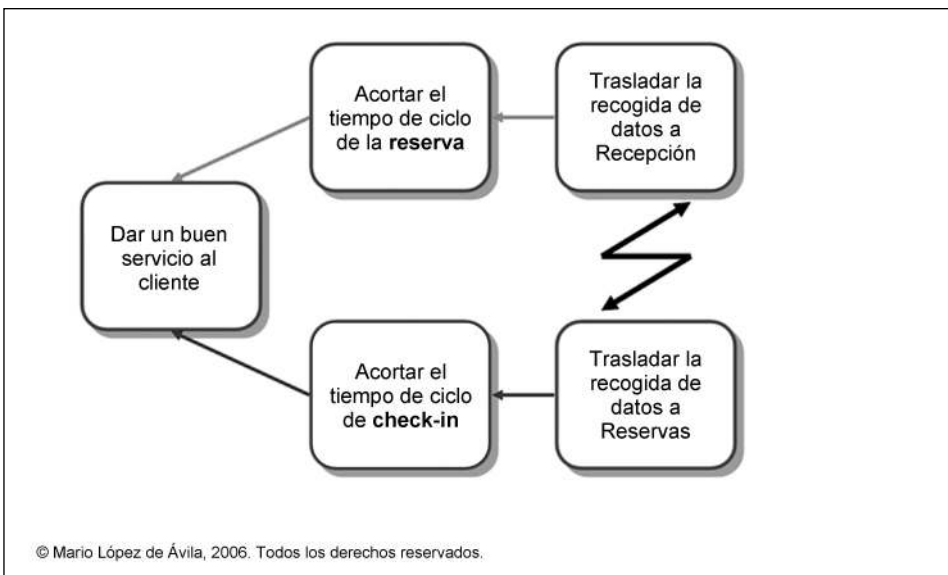 Acortar el
tiempo de ciclo
de la reserva
Trasladar la
recogida de
datos a
Recepción
Dar un buen
servicio al
cliente
Acortar el
tiempo de ciclo
de check-in
Trasladar la
recogida de
datos a
Reservas
© Mario López de Ávila, 2006. Todos los derechos reservados.